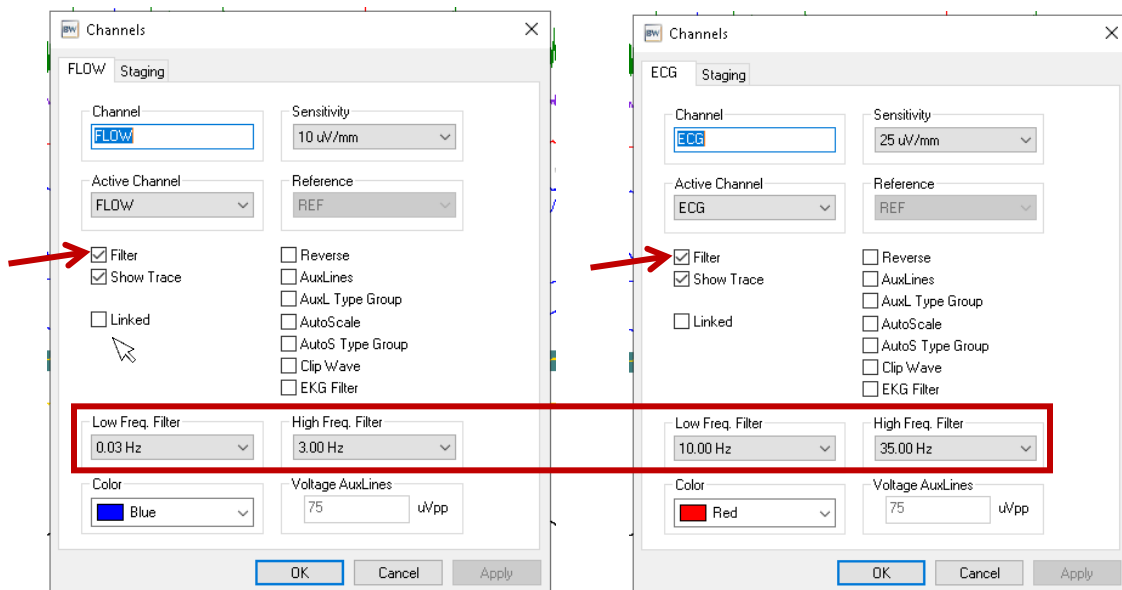 BW Channels
FLOW Staging
Channel
FLOW
Sensitivity
10 uV/mm
Active Channel
FLOW
Reference
REF
Filter
Show Trace
Linked
Reverse
AuxLines
AuxL Type Group
AutoScale
AutoS Type Group
Clip Wave
EKG Filter
Low Freq. Filter
0.03 Hz
High Freq. Filter
3.00 Hz
Color
Blue
Voltage AuxLines
75 uVpp
OK Cancel Apply
BW Channels
ECG Staging
Channel
ECG
Sensitivity
25 uV/mm
Active Channel
ECG
Reference
REF
Filter
Show Trace
Linked
Reverse
AuxLines
AuxL Type Group
AutoScale
AutoS Type Group
Clip Wave
EKG Filter
Low Freq. Filter
10.00 Hz
High Freq. Filter
35.00 Hz
Color
Red
Voltage AuxLines
75 uVpp
OK Cancel Apply